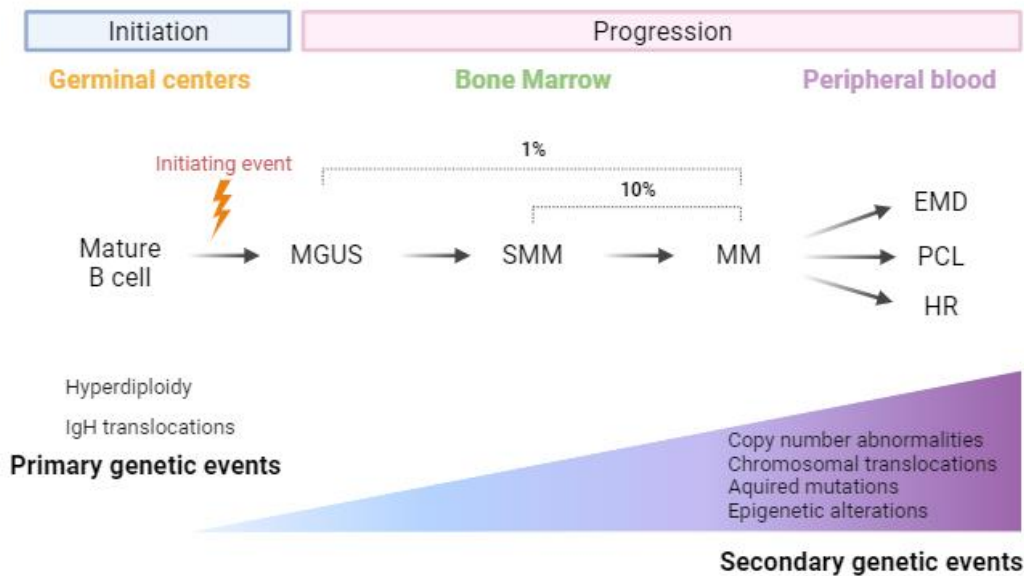 Initiation
Progression
Germinal centers
Bone Marrow
Peripheral blood
Initiating event
1%
10%
Mature
B cell
MGUS
SMM
MM
EMD
PCL
HR
Hyperdiploidy
IgH translocations
Primary genetic events
Copy number abnormalities
Chromosomal translocations
Aquired mutations
Epigenetic alterations
Secondary genetic events